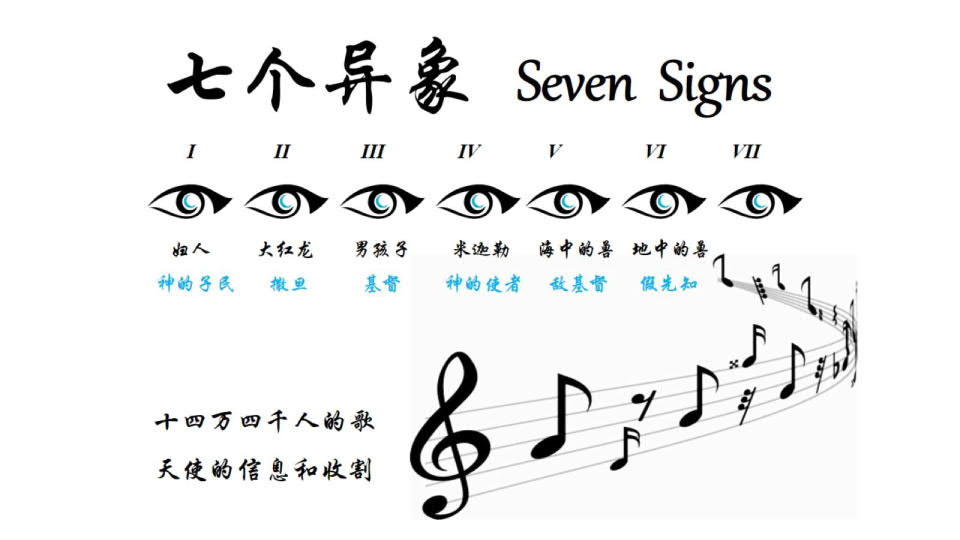 七个异象 Seven Signs
I II III IV V VI VII
妇人 大红龙 男孩子 米迦勒 海中的兽 地中的兽
神的子民 撒旦 基督 神的使者 敌基督 假先知
十四万四千人的歌
天使的信息和收割